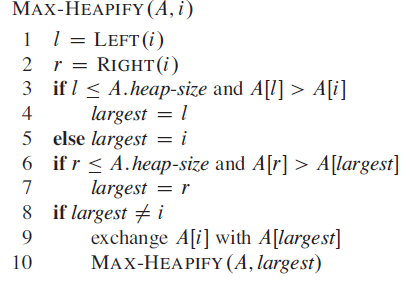 MAX-HEAPIFY(A, i)
1 l = LEFT(i)
2 r = RIGHT(i)
3 if l ≤ A.heap-size and A[l] > A[i]
4 largest = l
5 else largest = i
6 if r ≤ A.heap-size and A[r] > A[largest]
7 largest = r
8 if largest ≠ i
9 exchange A[i] with A[largest]
10 MAX-HEAPIFY(A, largest)